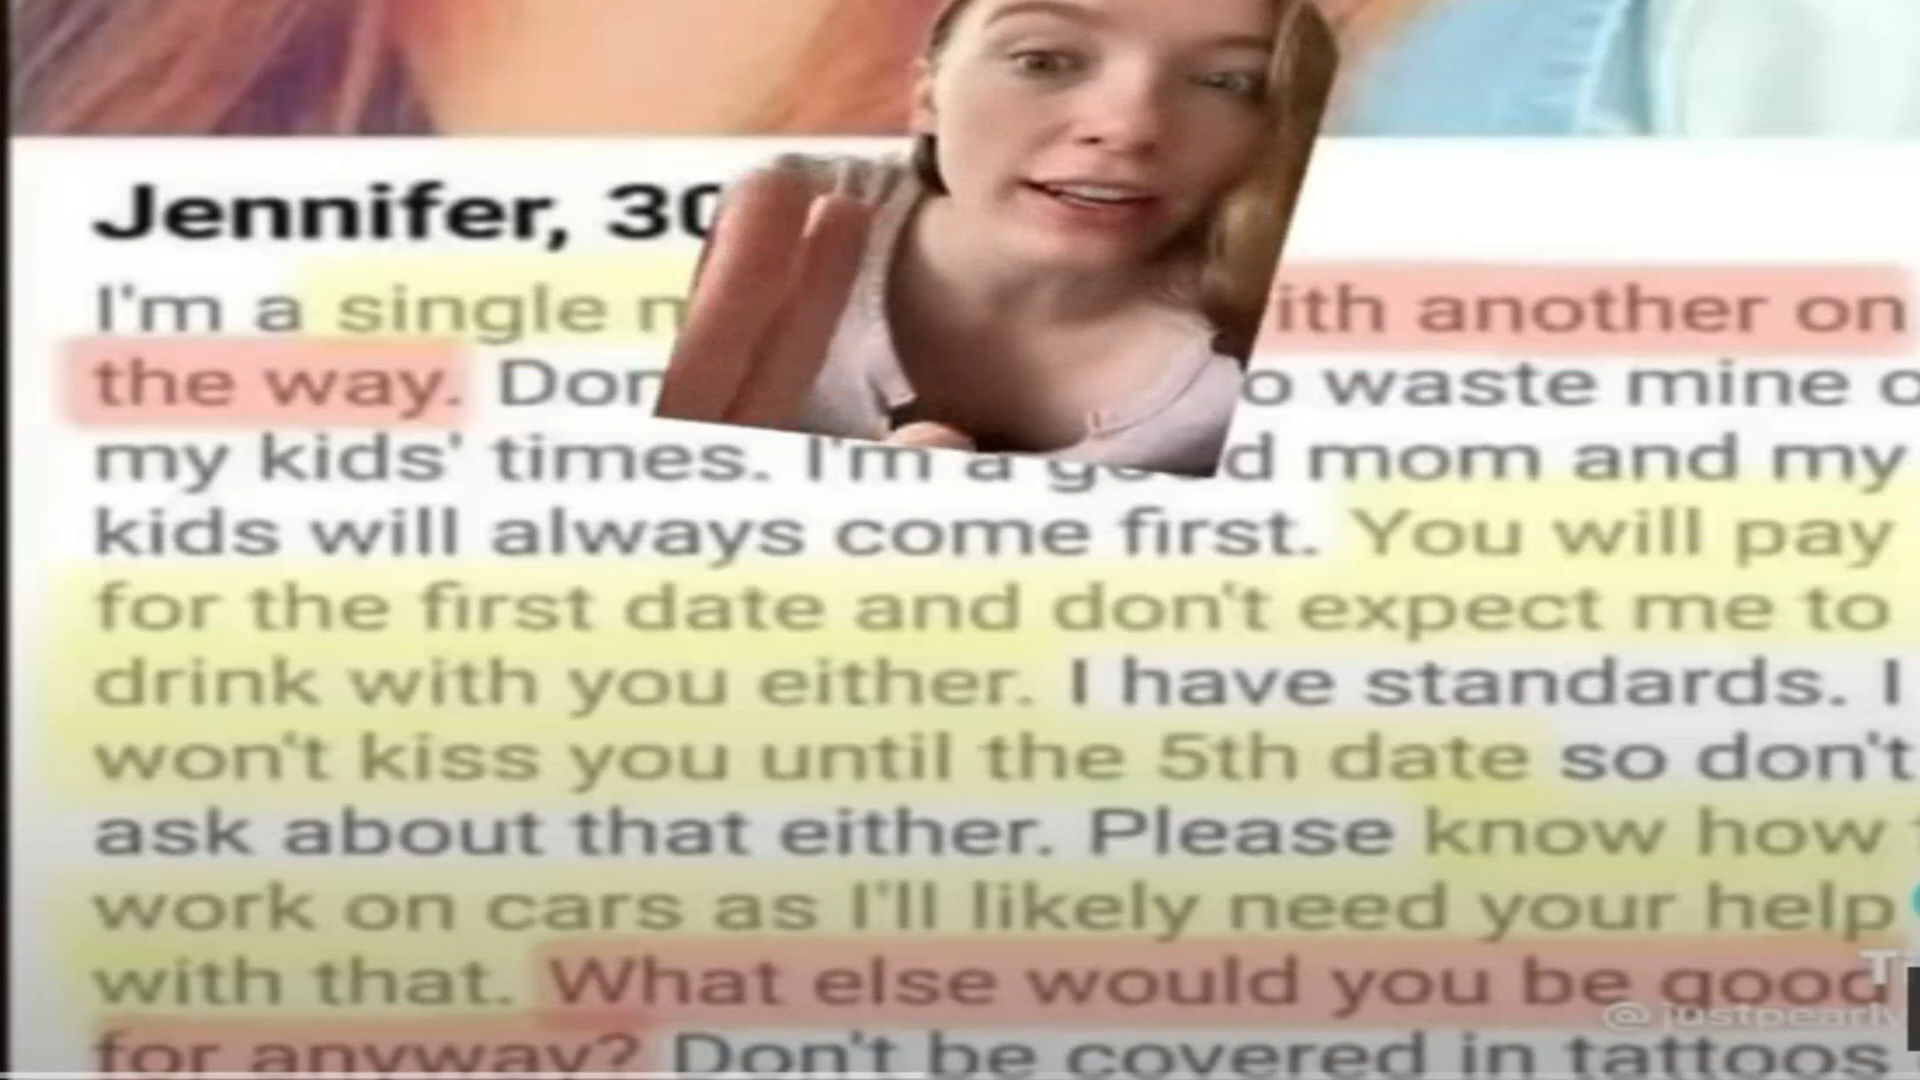 Jennifer, 30
I'm a single with another on
the way. waste mine
my kids' times. I'm a good mom and my
kids will always come first. You will pay
for the first date and don't expect me to
drink with you either. I have standards. I
won't kiss you until the 5th date so don't
ask about that either. Please know how
work on cars as I'll likely need your help
with that. What else would you be good
for anyway? Don't be covered in tattoos